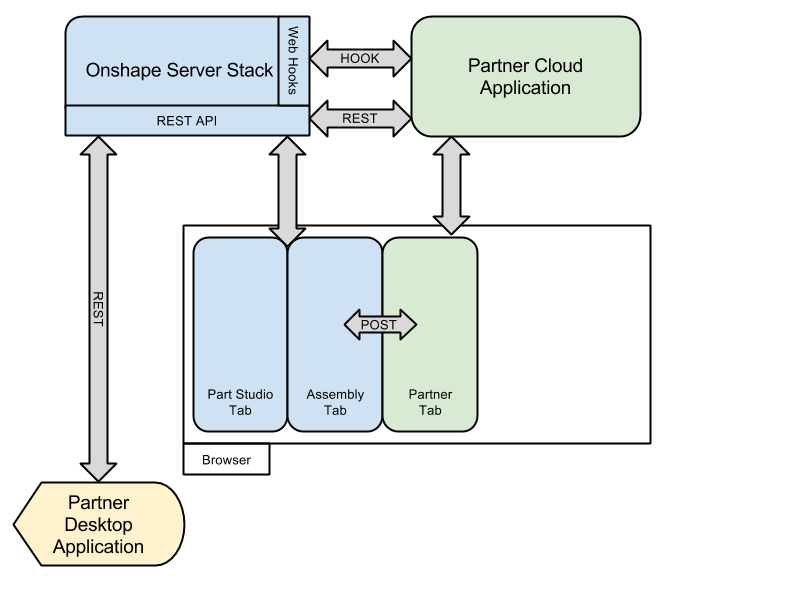 Onshape Server Stack
Web Hooks
HOOK
Partner Cloud
Application
REST API
REST
REST
POST
Part Studio
Tab
Assembly
Tab
Partner
Tab
Browser
Partner
Desktop
Application